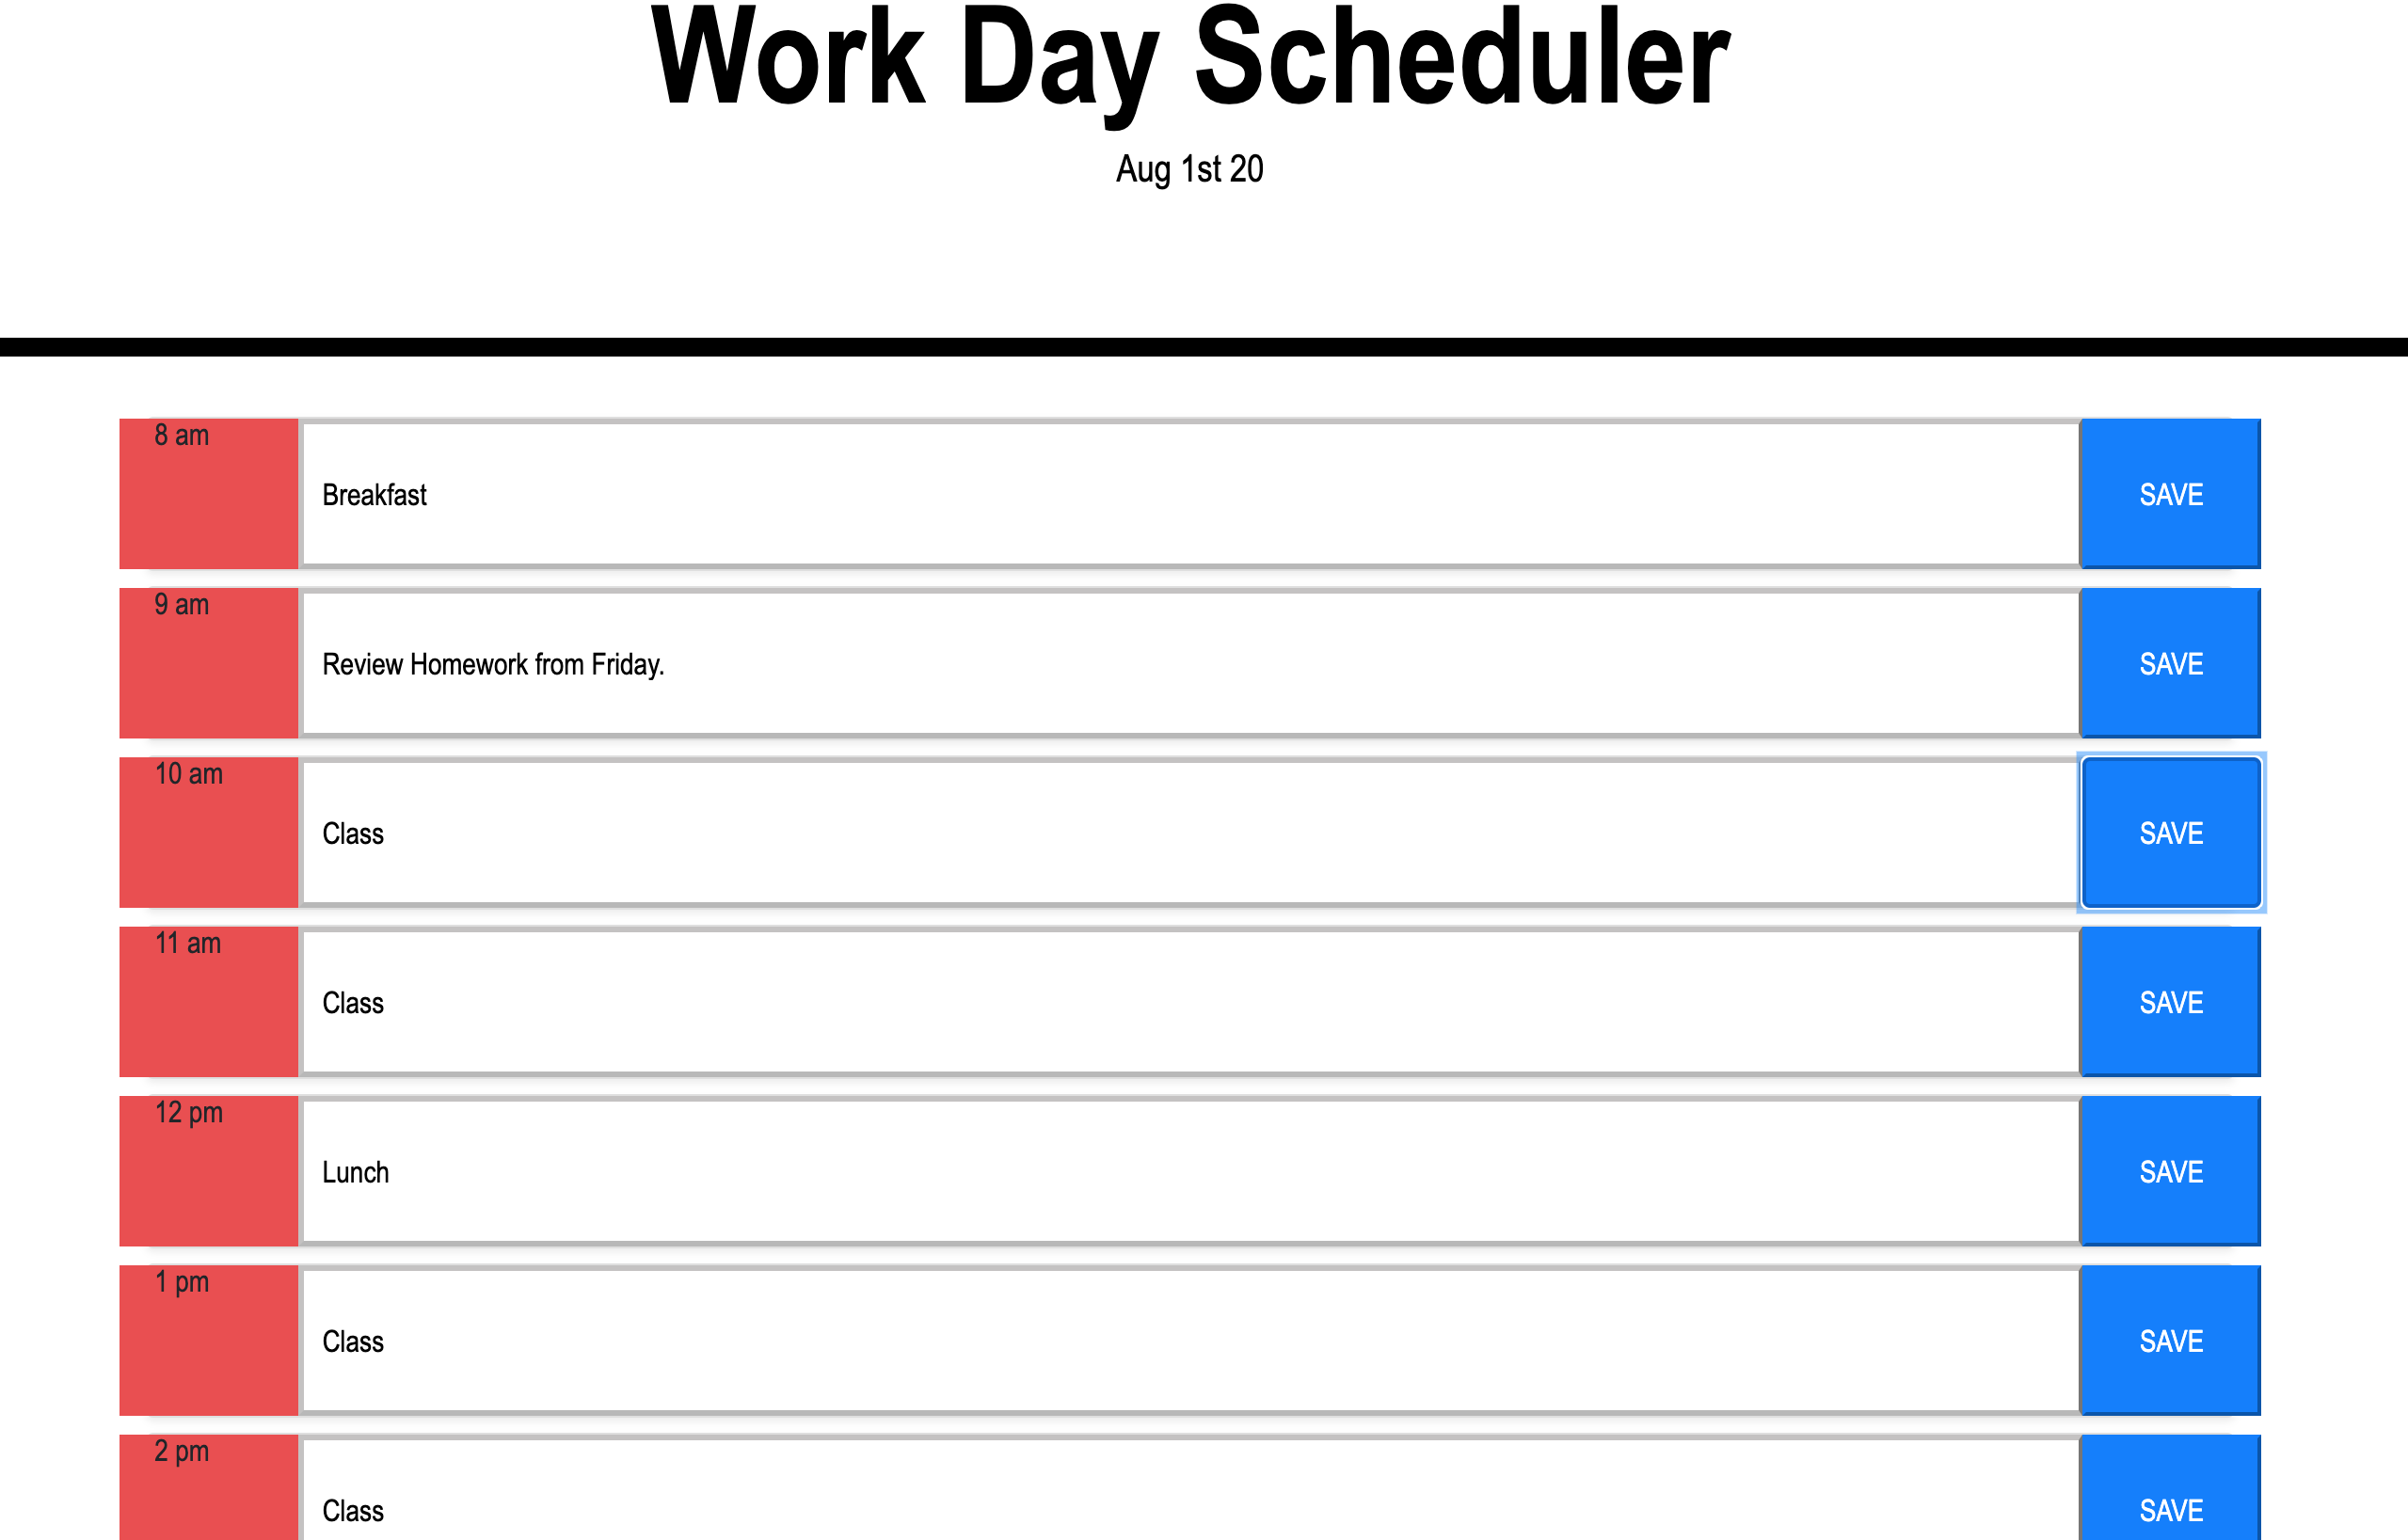 Work Day Scheduler
Aug 1st 20
8 am
Breakfast
SAVE
9 am
Review Homework from Friday.
SAVE
10 am
Class
SAVE
11 am
Class
SAVE
12 pm
Lunch
SAVE
1 pm
Class
SAVE
2 pm
Class
SAVE